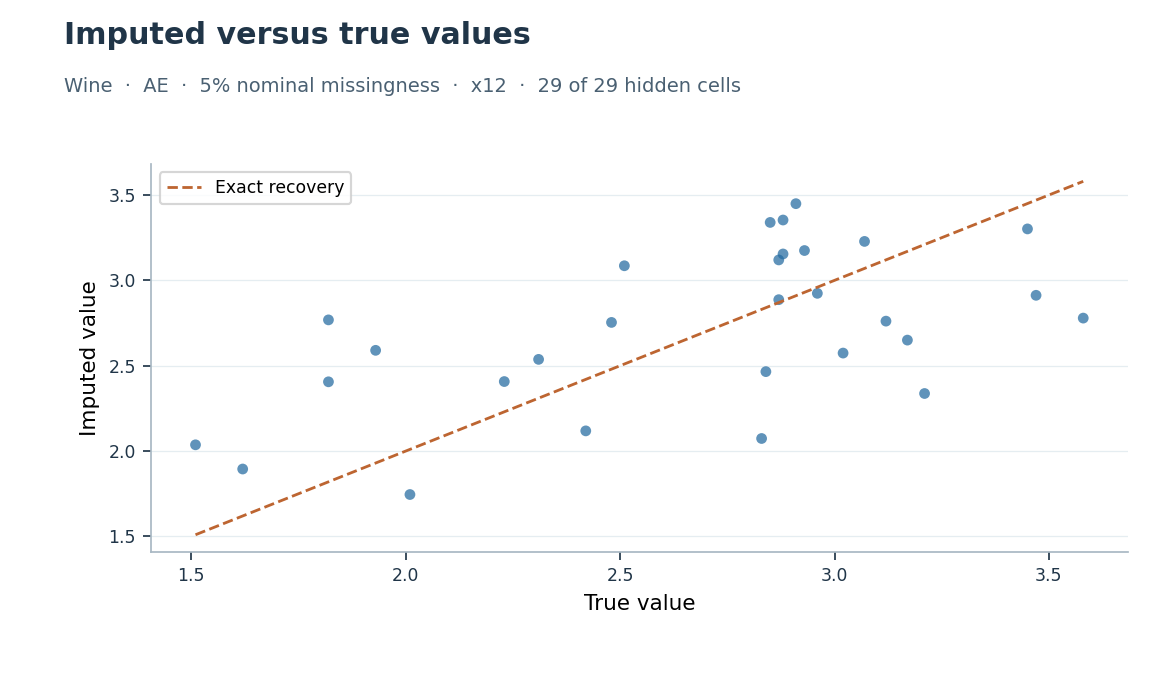 Imputed versus true values
Wine · AE · 5% nominal missingness · x12 · 29 of 29 hidden cells
Exact recovery
Imputed value
3.5
3.0
2.5
2.0
1.5
1.5 2.0 2.5 3.0 3.5
True value